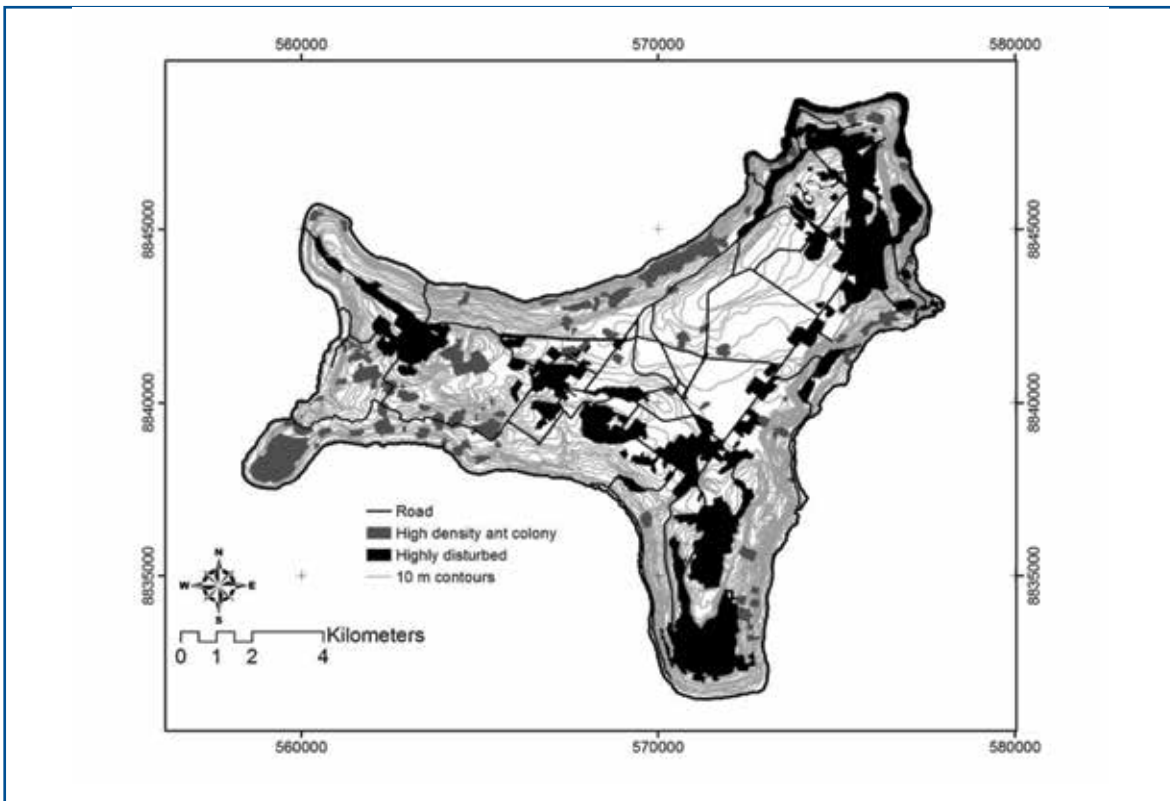 560000 570000 580000
8845000 8845000
8840000 8840000
Road
High density ant colony
Highly disturbed
10 m contours
8835000 8835000
N
W E
S
Kilometers
0 1 2 4
560000 570000 580000